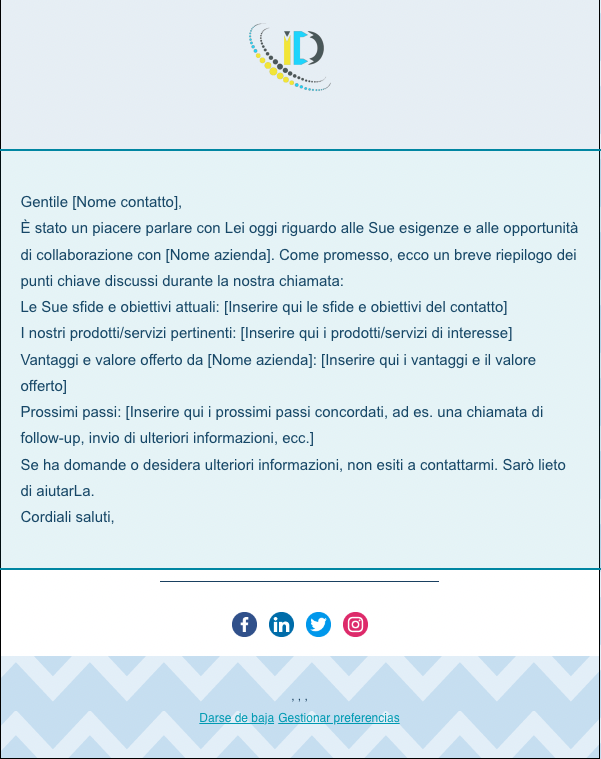 ID
Gentile [Nome contatto],
È stato un piacere parlare con Lei oggi riguardo alle Sue esigenze e alle opportunità
di collaborazione con [Nome azienda]. Come promesso, ecco un breve riepilogo dei
punti chiave discussi durante la nostra chiamata:
Le Sue sfide e obiettivi attuali: [Inserire qui le sfide e obiettivi del contatto]
I nostri prodotti/servizi pertinenti: [Inserire qui i prodotti/servizi di interesse]
Vantaggi e valore offerto da [Nome azienda]: [Inserire qui i vantaggi e il valore
offerto]
Prossimi passi: [Inserire qui i prossimi passi concordati, ad es. una chiamata di
follow-up, invio di ulteriori informazioni, ecc.]
Se ha domande o desidera ulteriori informazioni, non esiti a contattarmi. Sarò lieto
di aiutarLa.
Cordiali saluti,
, , ,
Darse de baja Gestionar preferencias